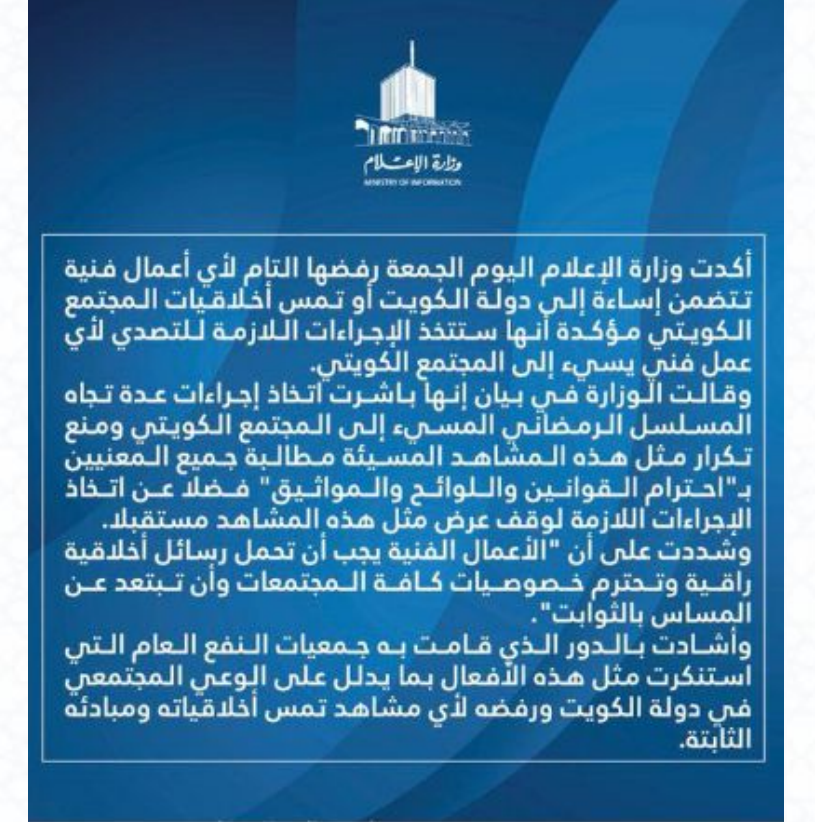 وزارة الإعلام
MINISTRY OF INFORMATION
أكدت وزارة الإعلام اليوم الجمعة رفضها التام لأي أعمال فنية
تتضمن إساءة إلى دولة الكويت أو تمس أخلاقيات المجتمع
الكويتي مؤكدة أنها ستتخذ الإجراءات اللازمة للتصدي لأي
عمل فني يسيء إلى المجتمع الكويتي.
وقالت الوزارة في بيان إنها باشرت اتخاذ إجراءات عدة تجاه
المسلسل الرمضاني المسيء إلى المجتمع الكويتي ومنع
تكرار مثل هذه المشاهد المسيئة مطالبة جميع المعنيين
بـ"احترام القوانين واللوائح والمواثيق" فضلا عن اتخاذ
الإجراءات اللازمة لوقف عرض مثل هذه المشاهد مستقبلا.
وشددت على أن "الأعمال الفنية يجب أن تحمل رسائل أخلاقية
راقية وتحترم خصوصيات كافة المجتمعات وأن تبتعد عن
المساس بالثوابت".
وأشادت بالدور الذي قامت به جمعيات النفع العام التي
استنكرت مثل هذه الأفعال بما يدلل على الوعي المجتمعي
في دولة الكويت ورفضه لأي مشاهد تمس أخلاقياته ومبادئه
الثابتة.